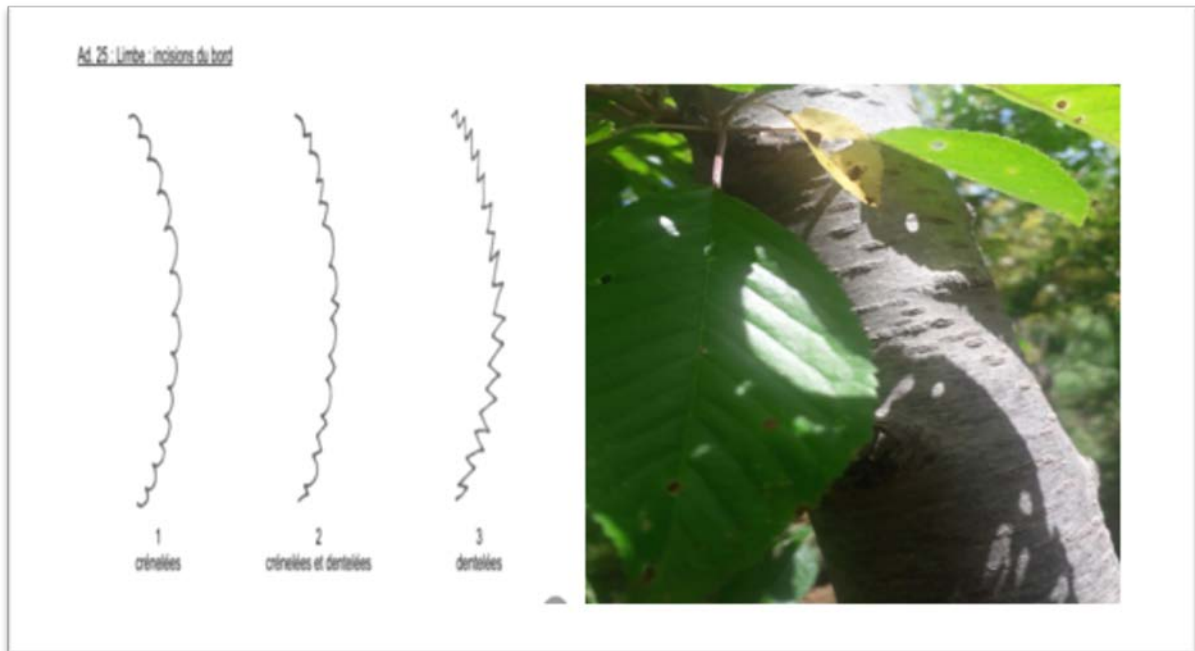 Ad. 25 : Limbe : incisions du bord
1
crénelées
2
crénelées et dentelées
3
dentelées